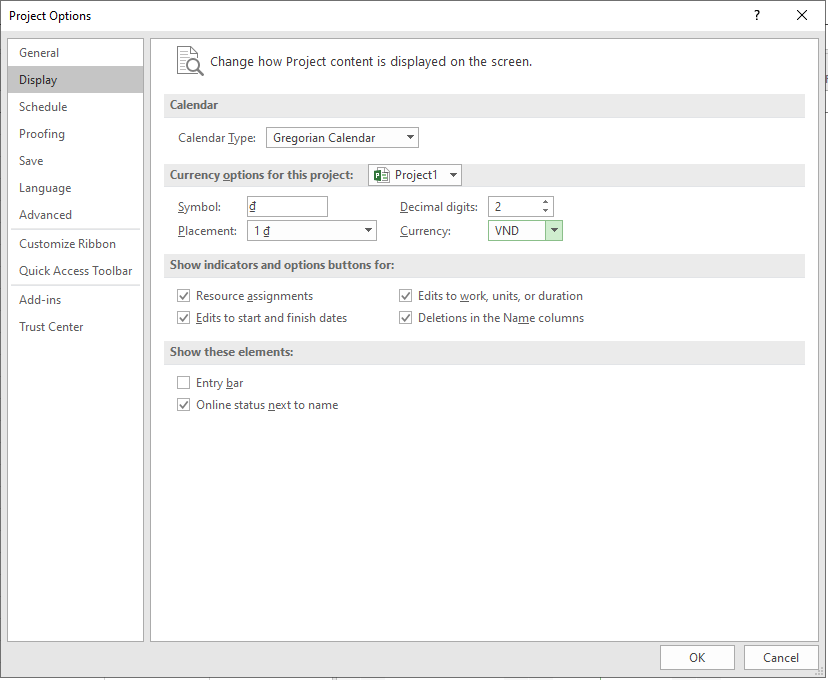 Project Options
?
General
Display
Schedule
Proofing
Save
Language
Advanced
Customize Ribbon
Quick Access Toolbar
Add-ins
Trust Center
Change how Project content is displayed on the screen.
Calendar
Calendar Type: Gregorian Calendar
Currency options for this project: Project1
Symbol: ₫ Decimal digits: 2
Placement: 1 ₫ Currency: VND
Show indicators and options buttons for:
Resource assignments Edits to work, units, or duration
Edits to start and finish dates Deletions in the Name columns
Show these elements:
Entry bar
Online status next to name
OK Cancel